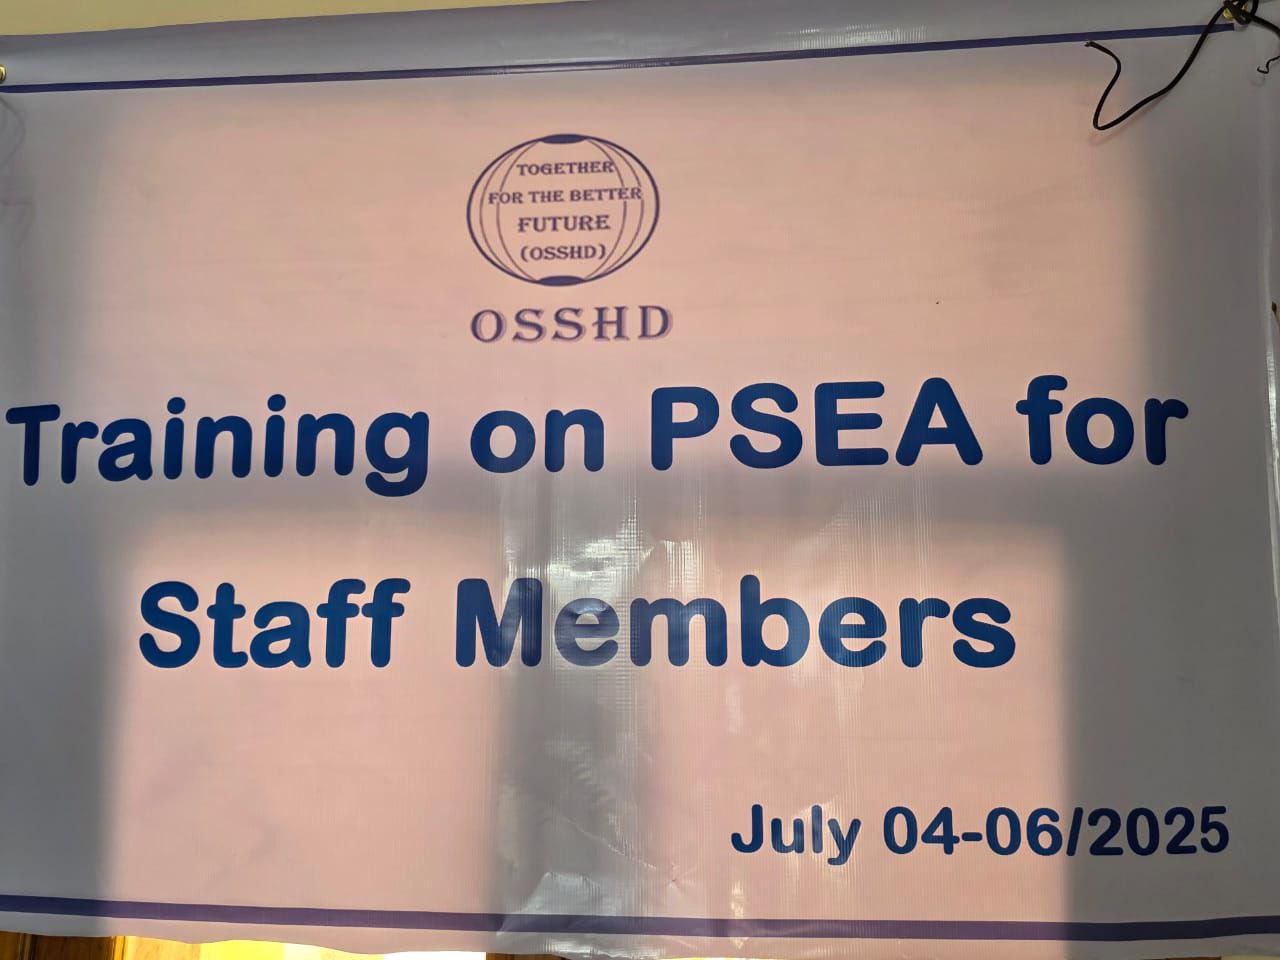 TOGETHER
FOR THE BETTER
FUTURE
(OSSHD)
OSSHD
Training on PSEA for
Staff Members
July 04-06/2025